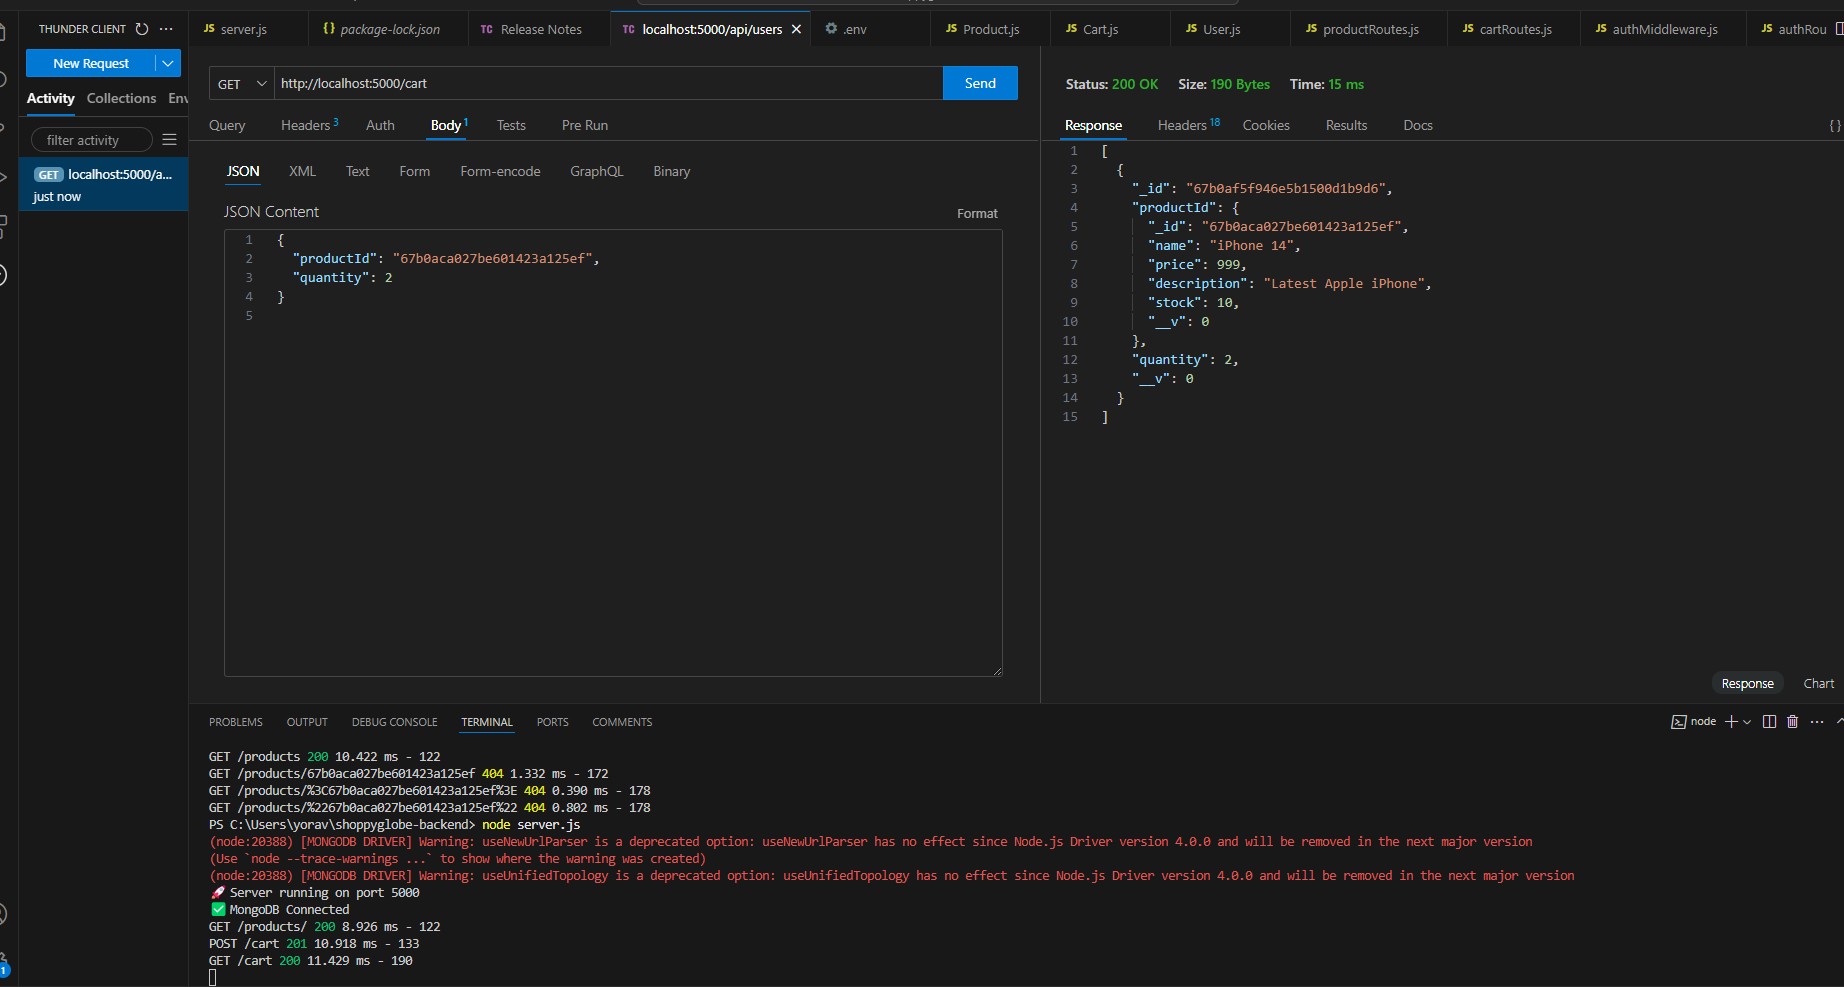 THUNDER CLIENT
JS server.js
{} package-lock.json
TC Release Notes
TC localhost:5000/api/users
.env
JS Product.js
JS Cart.js
JS User.js
JS productRoutes.js
JS cartRoutes.js
JS authMiddleware.js
JS authRou
New Request
Activity Collections Env
filter activity
GET localhost:5000/a...
just now
GET http://localhost:5000/cart Send
Query Headers 3 Auth Body 1 Tests Pre Run
JSON XML Text Form Form-encode GraphQL Binary
JSON Content Format
1 {
2 "productId": "67b0aca027be601423a125ef",
3 "quantity": 2
4 }
5
Status: 200 OK Size: 190 Bytes Time: 15 ms
Response Headers 18 Cookies Results Docs {}
1 [
2 {
3 "_id": "67b0af5f946e5b1500d1b9d6",
4 "productId": {
5 "_id": "67b0aca027be601423a125ef",
6 "name": "iPhone 14",
7 "price": 999,
8 "description": "Latest Apple iPhone",
9 "stock": 10,
10 "__v": 0
11 },
12 "quantity": 2,
13 "__v": 0
14 }
15 ]
Response Chart
PROBLEMS OUTPUT DEBUG CONSOLE TERMINAL PORTS COMMENTS
node
GET /products 200 10.422 ms - 122
GET /products/67b0aca027be601423a125ef 404 1.332 ms - 172
GET /products/%3C67b0aca027be601423a125ef%3E 404 0.390 ms - 178
GET /products/%2267b0aca027be601423a125ef%22 404 0.802 ms - 178
PS C:\Users\yorav\shoppyglobe-backend> node server.js
(node:20388) [MONGODB DRIVER] Warning: useNewUrlParser is a deprecated option: useNewUrlParser has no effect since Node.js Driver version 4.0.0 and will be removed in the next major version
(Use `node --trace-warnings ...` to show where the warning was created)
(node:20388) [MONGODB DRIVER] Warning: useUnifiedTopology is a deprecated option: useUnifiedTopology has no effect since Node.js Driver version 4.0.0 and will be removed in the next major version
🚀 Server running on port 5000
✅ MongoDB Connected
GET /products/ 200 8.926 ms - 122
POST /cart 201 10.918 ms - 133
GET /cart 200 11.429 ms - 190
1